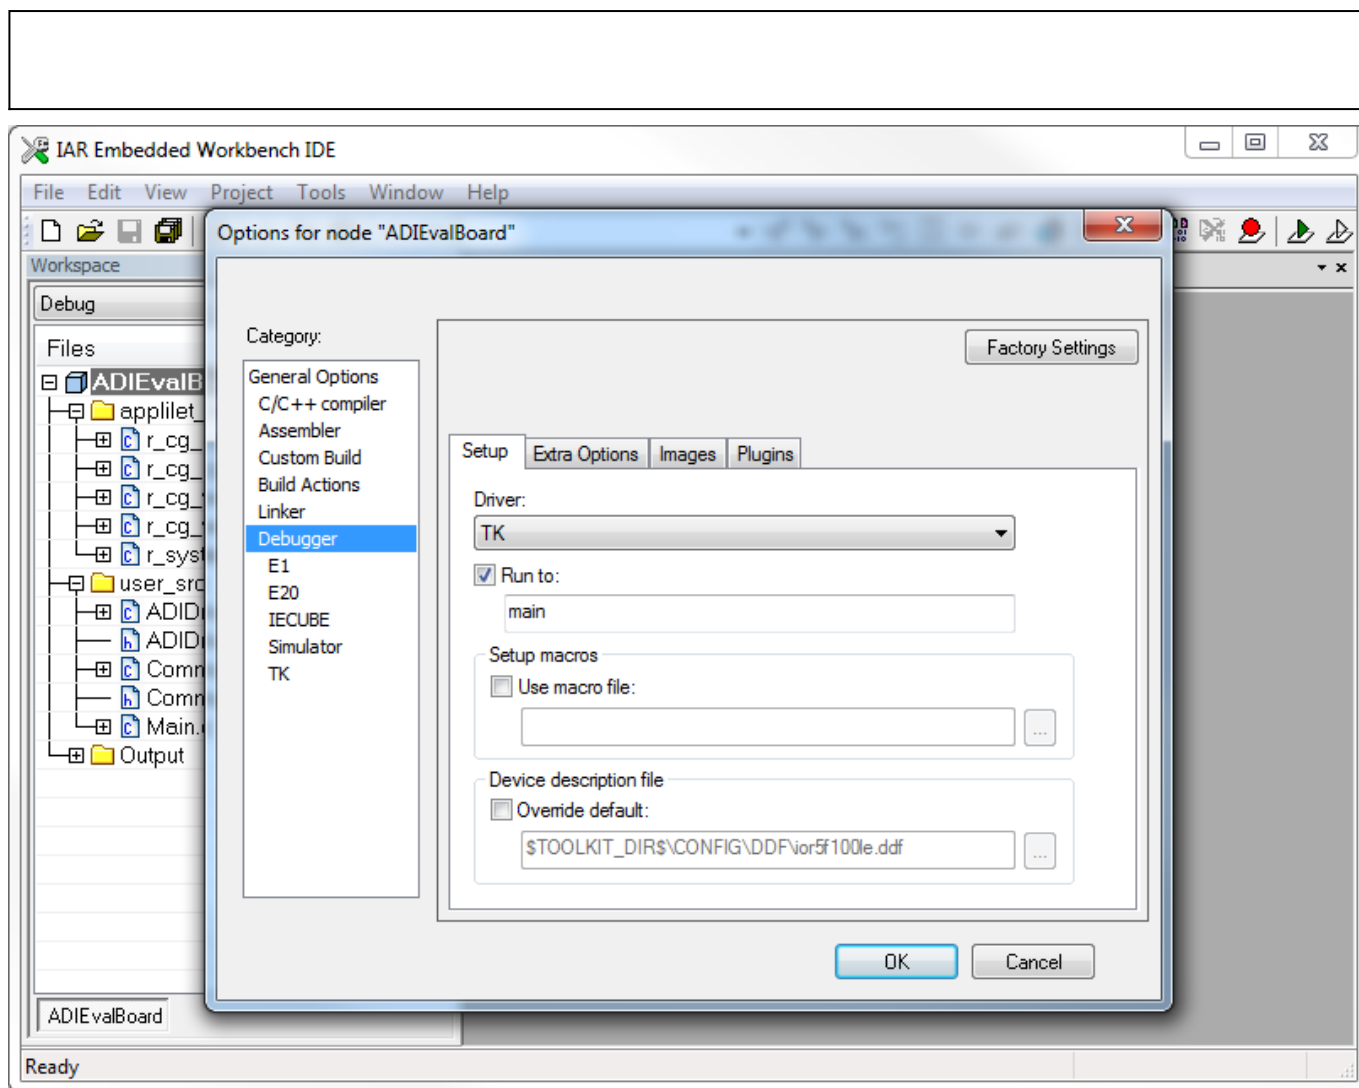 IAR Embedded Workbench IDE
File Edit View Project Tools Window Help
Options for node "ADIEvalBoard"
Workspace
Debug
Files
ADIEvalB
applilet_
r_cg_
r_cg_
r_cg_
r_cg_
r_syst
user_src
ADID
ADID
Comm
Comm
Main.
Output
ADIEvalBoard
Ready
Category:
General Options
C/C++ compiler
Assembler
Custom Build
Build Actions
Linker
Debugger
E1
E20
IECUBE
Simulator
TK
Factory Settings
Setup Extra Options Images Plugins
Driver:
TK
Run to:
main
Setup macros
Use macro file:
...
Device description file
Override default:
$TOOLKIT_DIR$\CONFIG\DDF\ior5f100le.ddf
...
OK Cancel